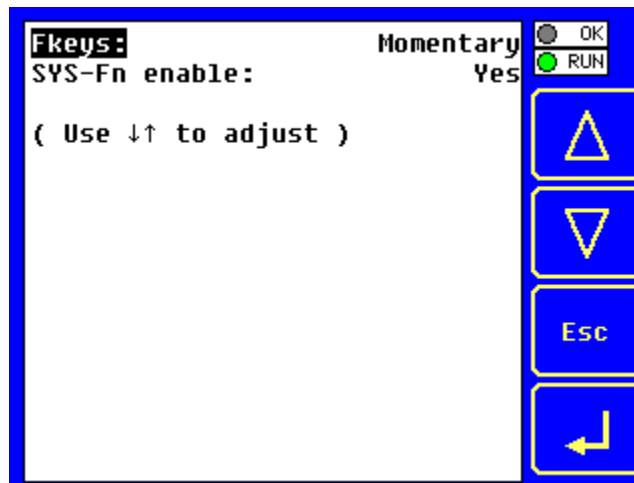 Fkeys: Momentary
SYS-Fn enable: Yes
( Use ↓↑ to adjust )
OK
RUN
Esc